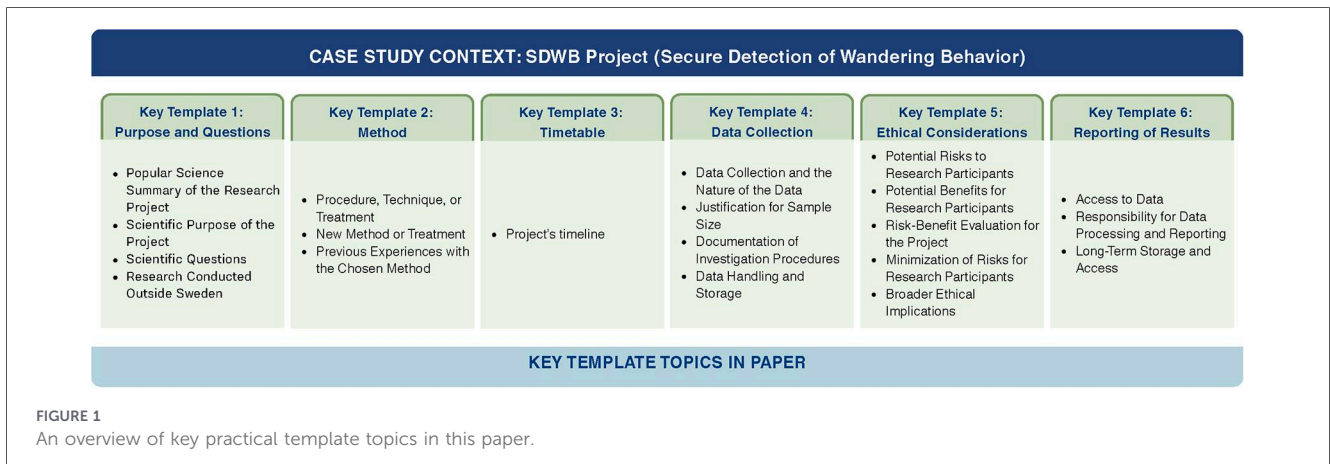 CASE STUDY CONTEXT: SDWB Project (Secure Detection of Wandering Behavior)
Key Template 1:
Purpose and Questions
• Popular Science
Summary of the Research
Project
• Scientific Purpose of the
Project
• Scientific Questions
• Research Conducted
Outside Sweden
Key Template 2:
Method
• Procedure, Technique, or
Treatment
• New Method or Treatment
• Previous Experiences with
the Chosen Method
Key Template 3:
Timetable
• Project's timeline
Key Template 4:
Data Collection
• Data Collection and the
Nature of the Data
• Justification for Sample
Size
• Documentation of
Investigation Procedures
• Data Handling and
Storage
Key Template 5:
Ethical Considerations
• Potential Risks to
Research Participants
• Potential Benefits for
Research Participants
• Risk-Benefit Evaluation for
the Project
• Minimization of Risks for
Research Participants
• Broader Ethical
Implications
Key Template 6:
Reporting of Results
• Access to Data
• Responsibility for Data
Processing and Reporting
• Long-Term Storage and
Access
KEY TEMPLATE TOPICS IN PAPER
FIGURE 1
An overview of key practical template topics in this paper.